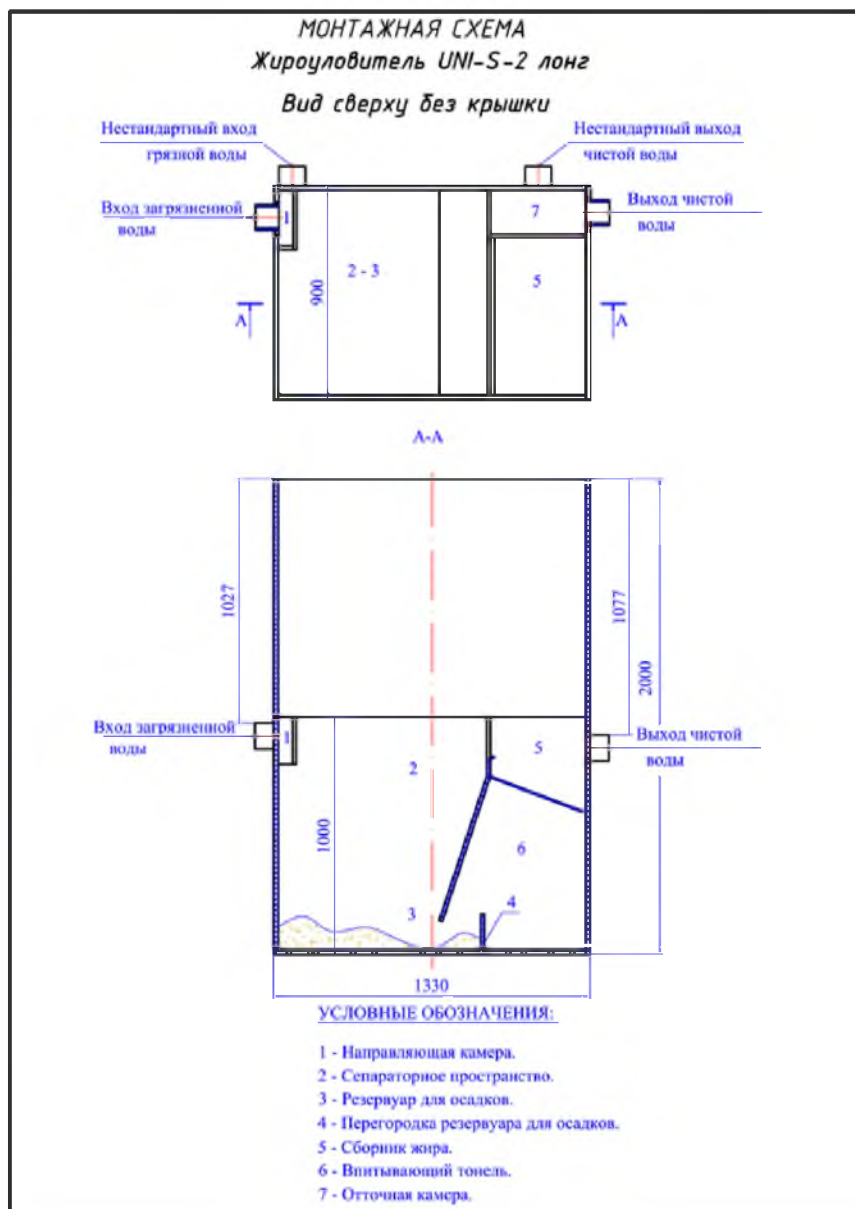 МОНТАЖНАЯ СХЕМА
Жироуловитель UNI-S-2 лонг
Вид сверху без крышки
Нестандартный вход
грязной воды
Нестандартный выход
чистой воды
Вход загрязненной
воды
1
7
Выход чистой
воды
2 - 3
5
900
А
А
А-А
1027
1077
2000
Вход загрязненной
воды
1
2
5
Выход чистой
воды
1000
6
3
4
1330
УСЛОВНЫЕ ОБОЗНАЧЕНИЯ:
1 - Направляющая камера.
2 - Сепараторное пространство.
3 - Резервуар для осадков.
4 - Перегородка резервуара для осадков.
5 - Сборник жира.
6 - Впитывающий тонель.
7 - Отточная камера.